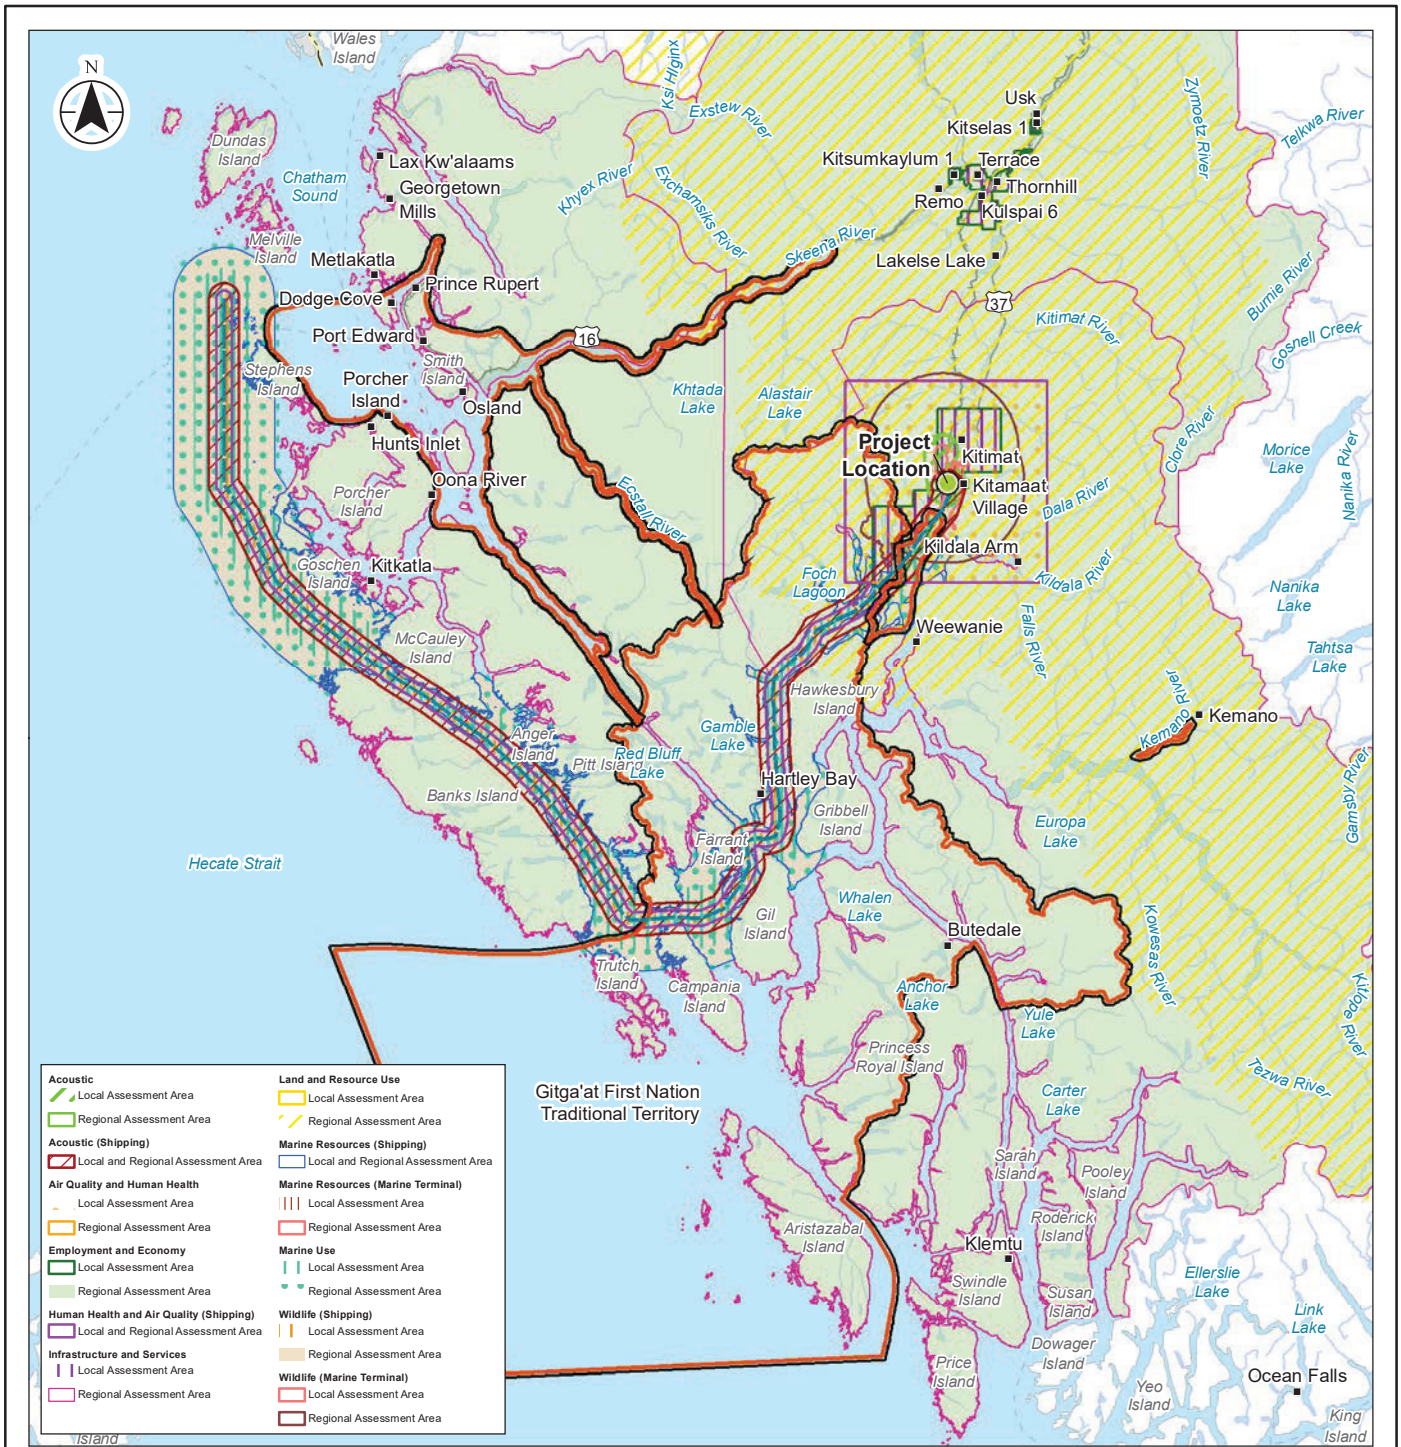 Wales
Island
N
Ksi Hlginx
Exstew River
Zymoetz River
Telkwa River
Usk
Kitselas 1
Dundas
Island
Lax Kw'alaams
Chatham
Sound
Georgetown
Mills
Khyex River
Exchamsiks River
Kitsumkaylum 1
Terrace
Thornhill
Remo
Kulspai 6
Melville
Island
Metlakatla
Skeena River
Lakelse Lake
Burnie River
Dodge Cove
Prince Rupert
37
Kitimat River
Gosnell Creek
Port Edward
16
Stephens
Island
Smith
Island
Porcher
Island
Osland
Khtada
Lake
Alastair
Lake
Hunts Inlet
Project
Location
Kitimat
Clore River
Morice
Lake
Nanika River
Oona River
Porcher
Island
Ecstall River
Kitamaat
Village
Dala River
Goschen
Island
Kitkatla
Kildala Arm
Foch
Lagoon
Kildala River
Nanika
Lake
McCauley
Island
Weewanie
Falls River
Tahtsa
Lake
Hawkesbury
Island
Kemano River
Kemano
Anger
Island
Pitt Island
Red Bluff
Lake
Gamble
Lake
Gamsby River
Banks Island
Hartley Bay
Gribbell
Island
Europa
Lake
Farrant
Island
Hecate Strait
Whalen
Lake
Gil
Island
Butedale
Kowesas River
Trutch
Island
Campania
Island
Anchor
Lake
Yule
Lake
Kitlope River
Princess
Royal Island
Tezwa River
Gitga'at First Nation
Traditional Territory
Carter
Lake
Sarah
Island
Pooley
Island
Roderick
Island
Aristazabal
Island
Klemtu
Swindle
Island
Susan
Island
Ellerslie
Lake
Link
Lake
Dowager
Island
Price
Island
Yeo
Island
Ocean Falls
King
Island
Island
Acoustic
Local Assessment Area
Regional Assessment Area
Acoustic (Shipping)
Local and Regional Assessment Area
Air Quality and Human Health
Local Assessment Area
Regional Assessment Area
Employment and Economy
Local Assessment Area
Regional Assessment Area
Human Health and Air Quality (Shipping)
Local and Regional Assessment Area
Infrastructure and Services
Local Assessment Area
Regional Assessment Area
Land and Resource Use
Local Assessment Area
Regional Assessment Area
Marine Resources (Shipping)
Local and Regional Assessment Area
Marine Resources (Marine Terminal)
Local Assessment Area
Regional Assessment Area
Marine Use
Local Assessment Area
Regional Assessment Area
Wildlife (Shipping)
Local Assessment Area
Regional Assessment Area
Wildlife (Marine Terminal)
Local Assessment Area
Regional Assessment Area